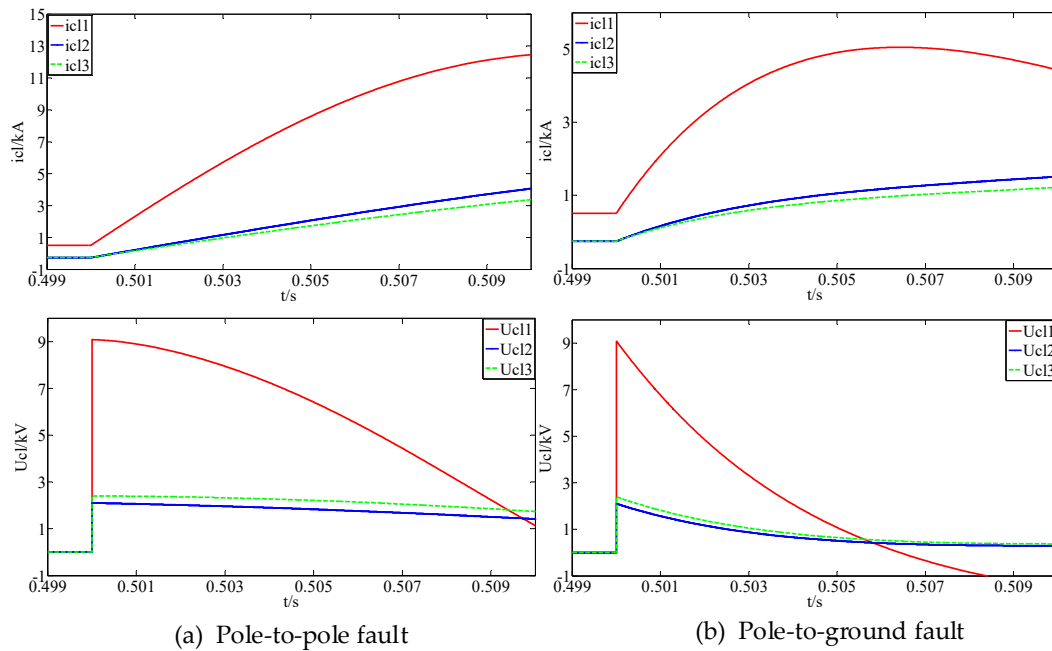 15
13
11
9
7
5
3
1
-1
icl/kA
icl1
icl2
icl3
0.499
0.501
0.503
0.505
0.507
0.509
t/s
5
1
-1
icl/kA
icl1
icl2
icl3
0.499
0.501
0.503
0.505
0.507
0.509
t/s
9
7
5
3
1
-1
Ucl/kV
Ucl1
Ucl2
Ucl3
0.499
0.501
0.503
0.505
0.507
0.509
t/s
(a) Pole-to-pole fault
9
7
5
3
1
-1
Ucl/kV
Ucl1
Ucl2
Ucl3
0.499
0.501
0.503
0.505
0.507
0.509
t/s
(b) Pole-to-ground fault